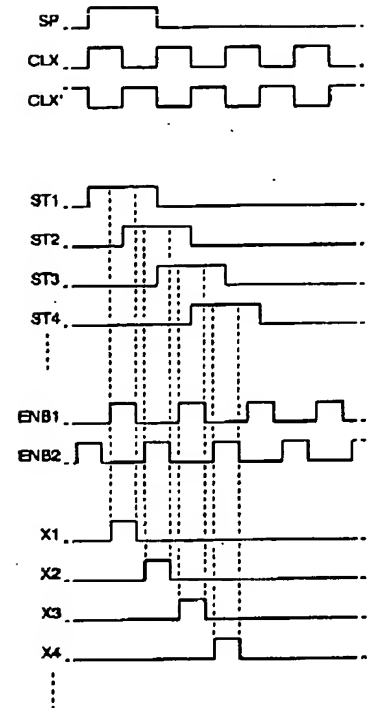 SP
CLX
CLX'
ST1
ST2
ST3
ST4
ENB1
ENB2
X1
X2
X3
X4